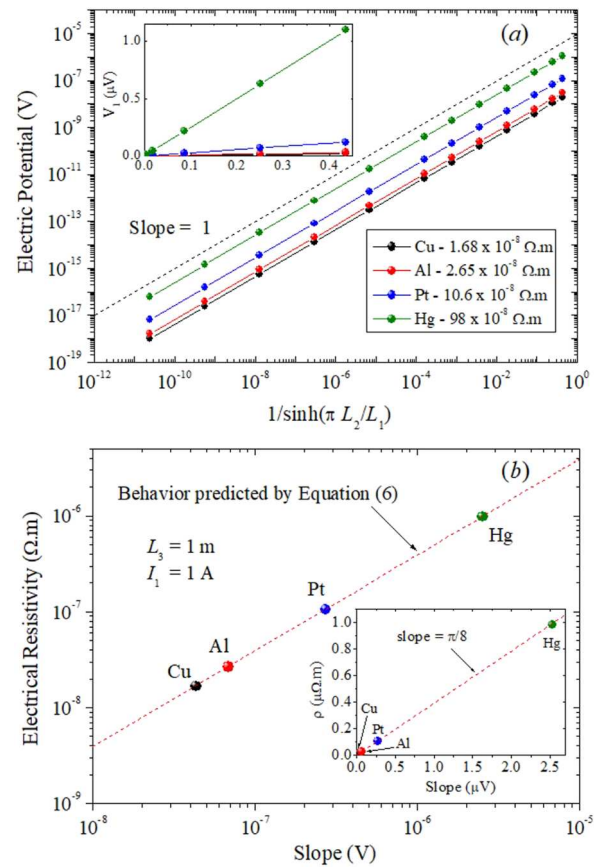 10⁻⁵
10⁻⁷
10⁻⁹
10⁻¹¹
10⁻¹³
10⁻¹⁵
10⁻¹⁷
10⁻¹⁹
Electric Potential (V)
(a)
1.0
0.5
0.0
V₁ (μV)
0.0 0.1 0.2 0.3 0.4
Slope = 1
Cu - 1.68 x 10⁻⁸ Ω.m
Al - 2.65 x 10⁻⁸ Ω.m
Pt - 10.6 x 10⁻⁸ Ω.m
Hg - 98 x 10⁻⁸ Ω.m
10⁻¹² 10⁻¹⁰ 10⁻⁸ 10⁻⁶ 10⁻⁴ 10⁻² 10⁰
1/sinh(π L₂/L₁)
(b)
10⁻⁶
10⁻⁷
10⁻⁸
10⁻⁹
Electrical Resistivity (Ω.m)
Behavior predicted by Equation (6)
L₃ = 1 m
I₁ = 1 A
Hg
Pt
Al
Cu
1.0
0.8
0.6
0.4
0.2
0.0
ρ (μΩ.m)
slope = π/8
Hg
Cu
Pt
Al
0.0 0.5 1.0 1.5 2.0 2.5
Slope (μV)
10⁻⁸ 10⁻⁷ 10⁻⁶ 10⁻⁵
Slope (V)